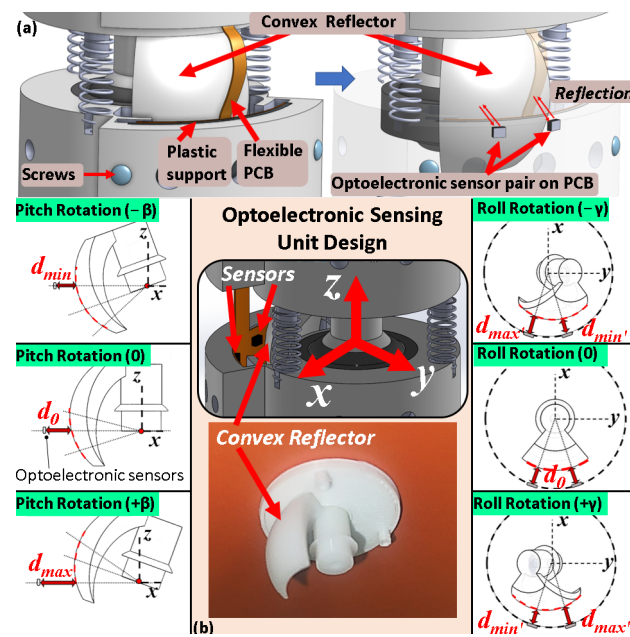 (a)
Convex Reflector
Reflection
Screws
Plastic
support
Flexible
PCB
Optoelectronic sensor pair on PCB
Pitch Rotation (− β)
z
d_min
x
Pitch Rotation (0)
z
d_0
x
Optoelectronic sensors
Pitch Rotation (+β)
z
d_max
x
Optoelectronic Sensing
Unit Design
Sensors
z
x
y
Convex Reflector
(b)
Roll Rotation (− γ)
x
y
d_max'
d_min'
Roll Rotation (0)
x
y
d_0
Roll Rotation (+γ)
x
y
d_min'
d_max'